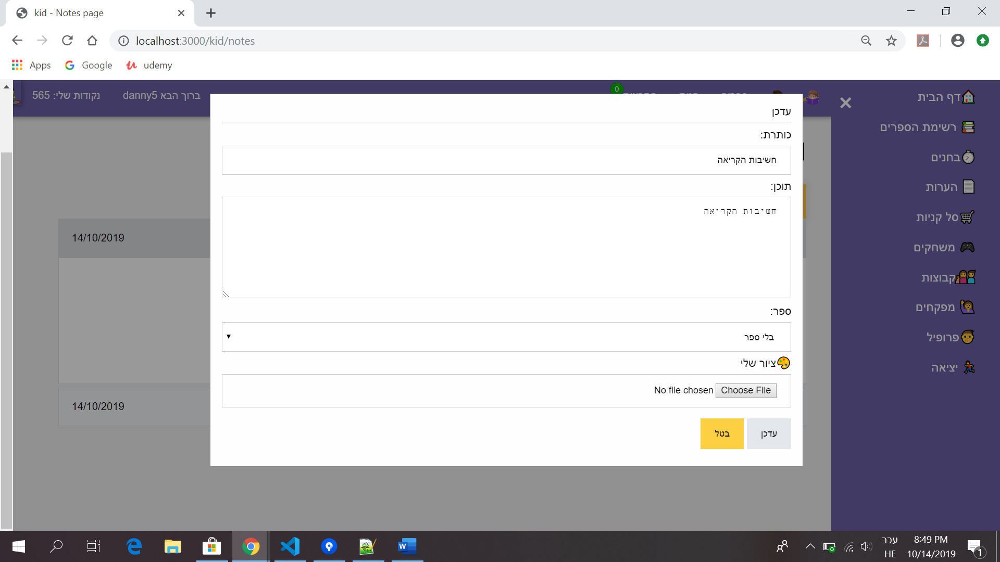 kid - Notes page
localhost:3000/kid/notes
Apps
Google
udemy
נקודות שלי: 565
ברוך הבא danny5
0
דף הבית
רשימת הספרים
בחנים
הערות
סל קניות
משחקים
קבוצות
מפקחים
פרופיל
יציאה
עדכן
כותרת:
חשיבות הקריאה
תוכן:
חשיבות הקריאה
ספר:
בלי ספר
ציור שלי
Choose File No file chosen
עדכן
בטל
14/10/2019
14/10/2019
עבר
HE
8:49 PM
10/14/2019
1